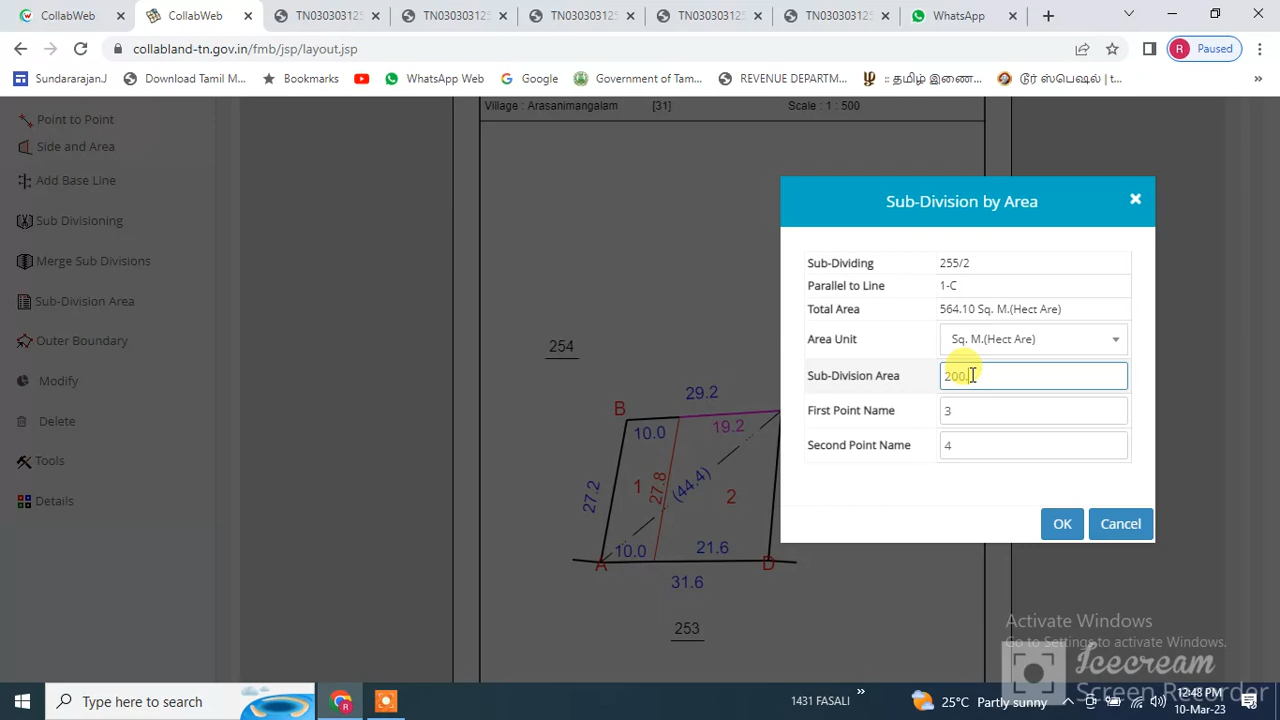 CollabWeb
CollabWeb
TN030303125
TN030303125
TN030303125
TN030303125
TN030303125
WhatsApp
collabland-tn.gov.in/fmb/jsp/layout.jsp
R Paused
SundararajanJ
Download Tamil M...
Bookmarks
WhatsApp Web
Google
Government of Tam...
REVENUE DEPARTM...
:: தமிழ் இணை...
டூர் ஸ்பெஷல் | t...
»
Point to Point
Side and Area
Add Base Line
Sub Divisioning
Merge Sub Divisions
Sub-Division Area
Outer Boundary
Modify
Delete
Tools
Details
Village : Arasanimangalam [31] Scale : 1 : 500
254
29.2
B
10.0
19.2
27.2
1
27.8
(44.4)
2
10.0
21.6
A
D
31.6
253
Sub-Division by Area
Sub-Dividing 255/2
Parallel to Line 1-C
Total Area 564.10 Sq. M.(Hect Are)
Area Unit Sq. M.(Hect Are)
Sub-Division Area 200.
First Point Name 3
Second Point Name 4
OK Cancel
Activate Windows
Go to Settings to activate Windows.
Icecream
Screen Recorder
Type here to search
1431 FASALI
»
25°C Partly sunny
12:48 PM
10-Mar-23